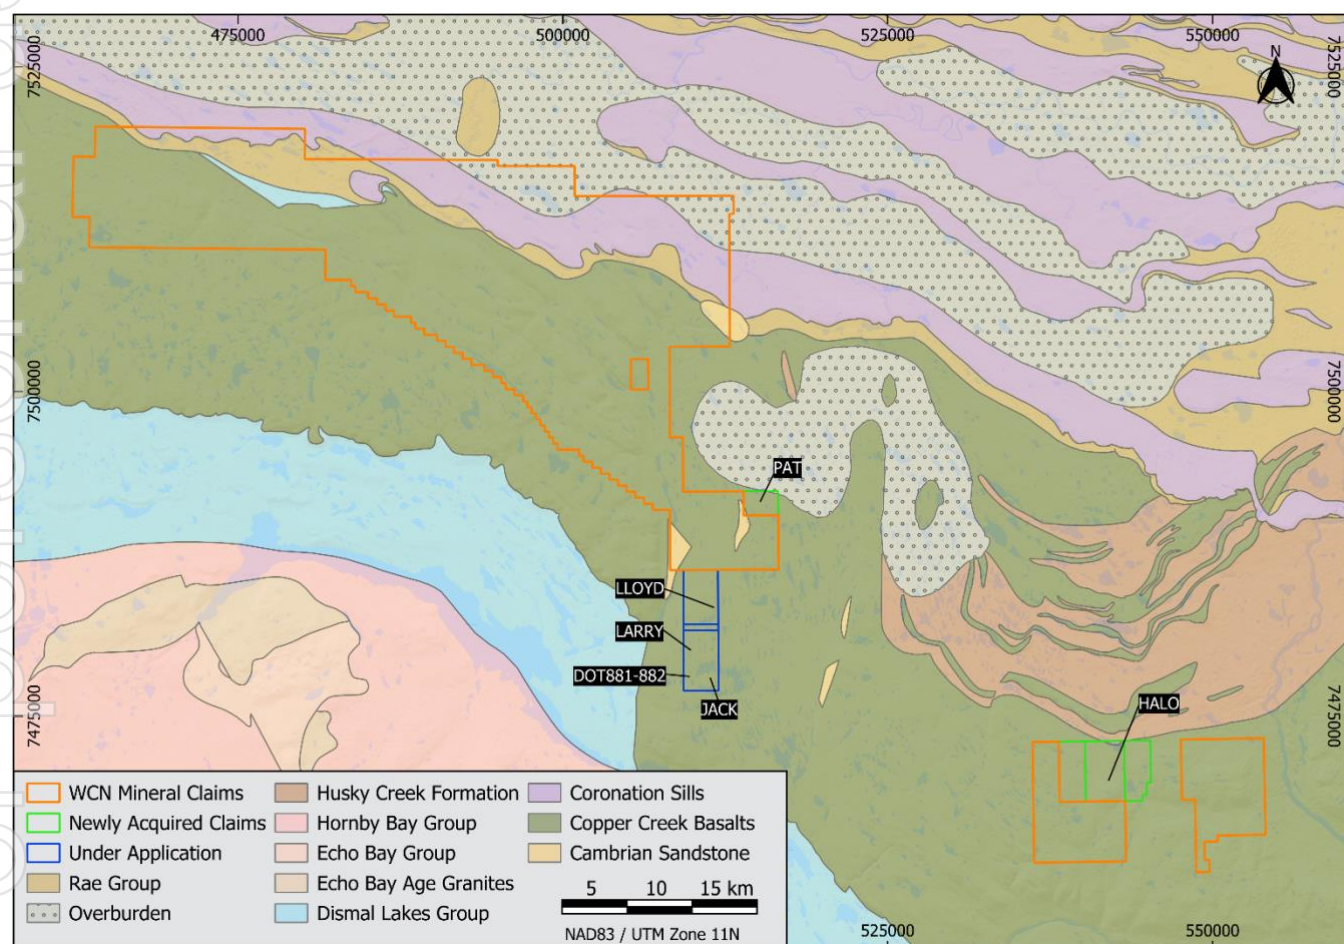 475000
500000
525000
550000
7525000
7525000
N
7500000
7500000
PAT
LLOYD
LARRY
DOT881-882
JACK
HALO
7475000
7475000
WCN Mineral Claims
Newly Acquired Claims
Under Application
Rae Group
Overburden
Husky Creek Formation
Hornby Bay Group
Echo Bay Group
Echo Bay Age Granites
Dismal Lakes Group
Coronation Sills
Copper Creek Basalts
Cambrian Sandstone
5 10 15 km
NAD83 / UTM Zone 11N
525000
550000